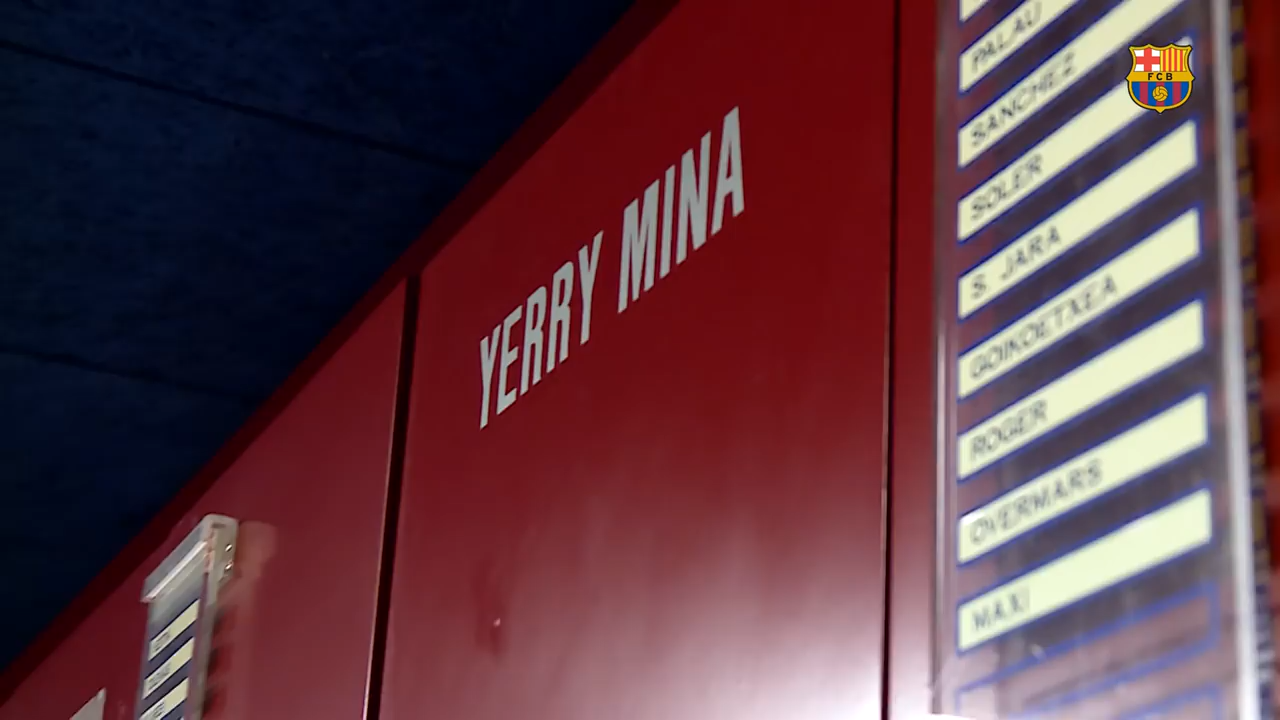 FCB
YERRY MINA
PALAU
SANCHEZ
SOLER
S. JARA
GOIKOETXEA
ROGER
OVERMARS
MAXI